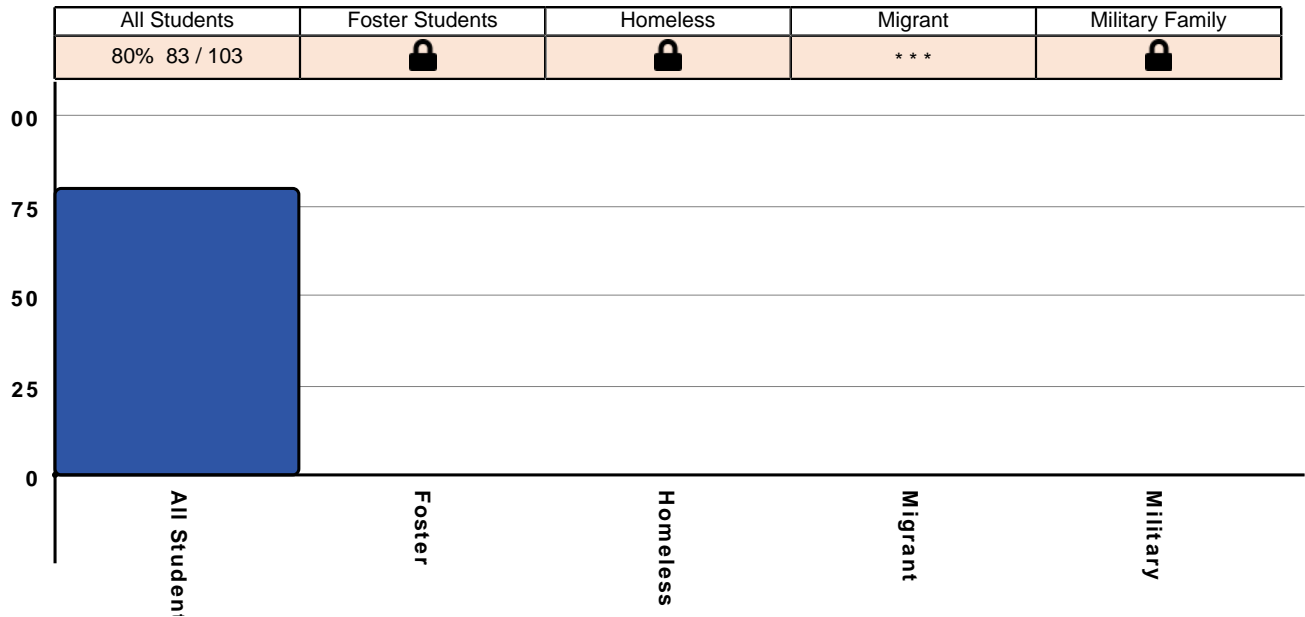 All Students Foster Students Homeless Migrant Military Family
80% 83 / 103 * * *
00
75
50
25
0
All Student
Foster
Homeless
Migrant
Military